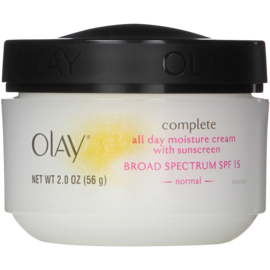 OLAY
complete
all day moisture cream
with sunscreen
BROAD SPECTRUM SPF 15
normal
NET WT 2.0 OZ (56 g)